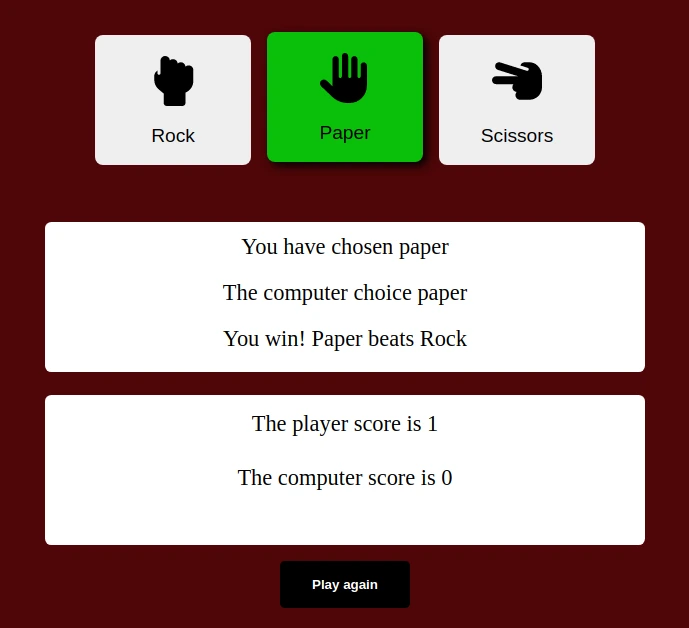 Rock
Paper
Scissors
You have chosen paper
The computer choice paper
You win! Paper beats Rock
The player score is 1
The computer score is 0
Play again